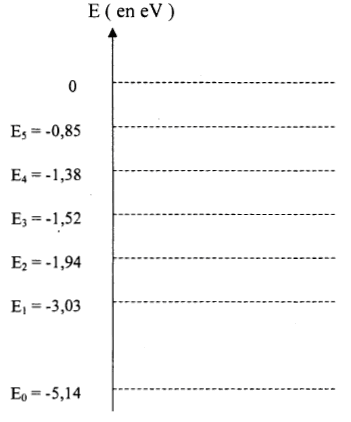 E ( en eV )
0
E₅ = -0,85
E₄ = -1,38
E₃ = -1,52
E₂ = -1,94
E₁ = -3,03
E₀ = -5,14